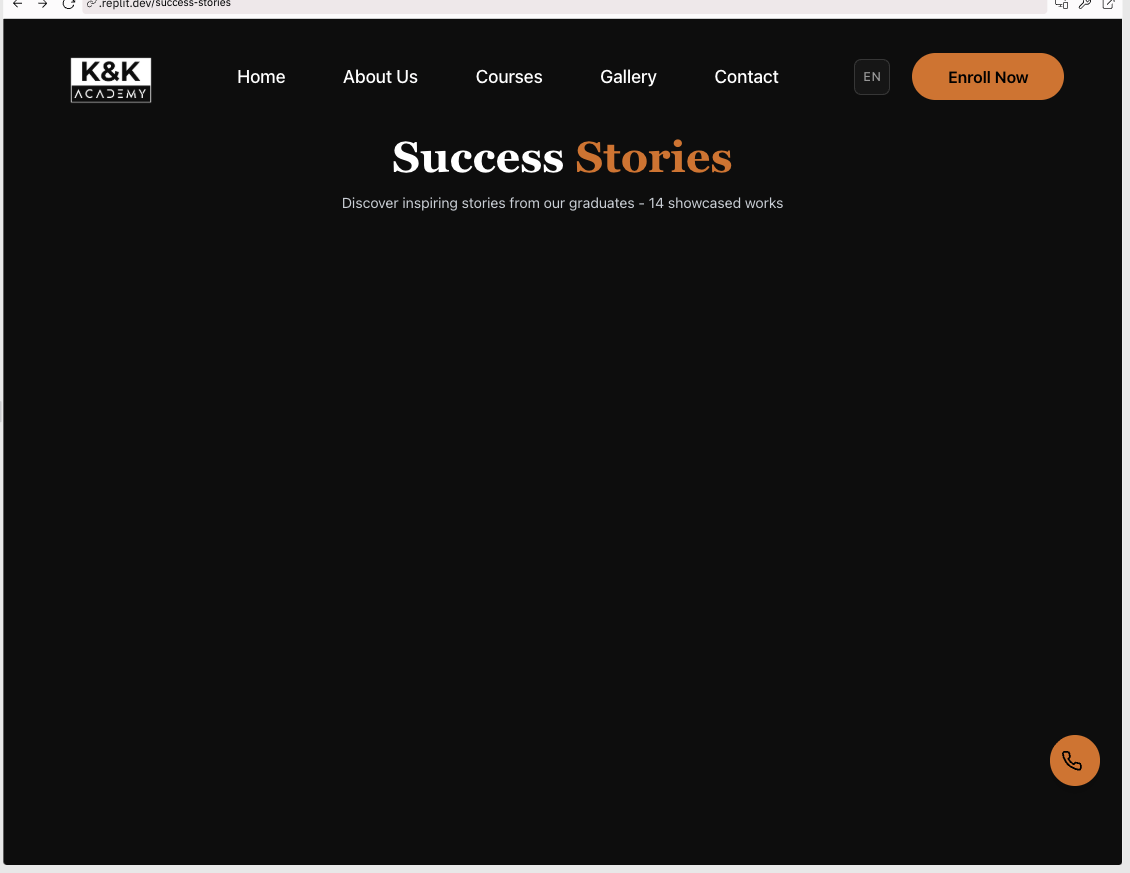 .replit.dev/success-stories
K&K
ACADEMY
Home
About Us
Courses
Gallery
Contact
EN
Enroll Now
Success Stories
Discover inspiring stories from our graduates - 14 showcased works